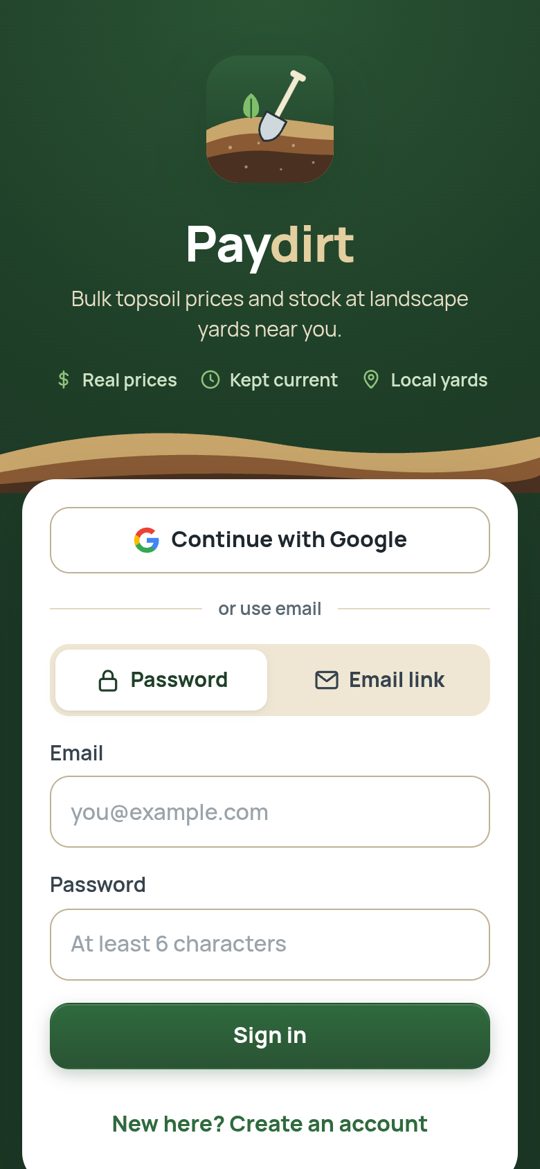 Paydirt
Bulk topsoil prices and stock at landscape
yards near you.
Real prices Kept current Local yards
Continue with Google
or use email
Password Email link
Email
you@example.com
Password
At least 6 characters
Sign in
New here? Create an account